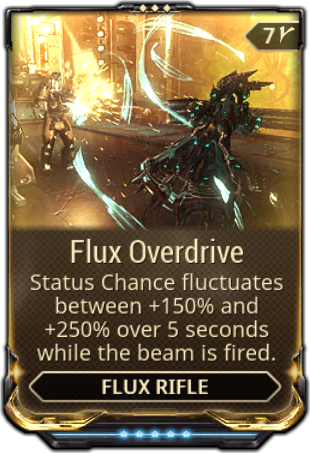 7
Flux Overdrive
Status Chance fluctuates
between +150% and
+250% over 5 seconds
while the beam is fired.
FLUX RIFLE